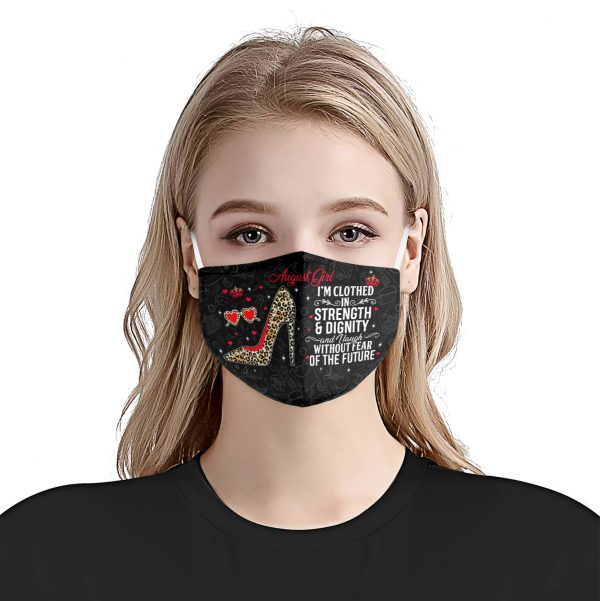 August Girl
I'M CLOTHED
IN
STRENGTH
& DIGNITY
and I laugh
WITHOUT FEAR
OF THE FUTURE